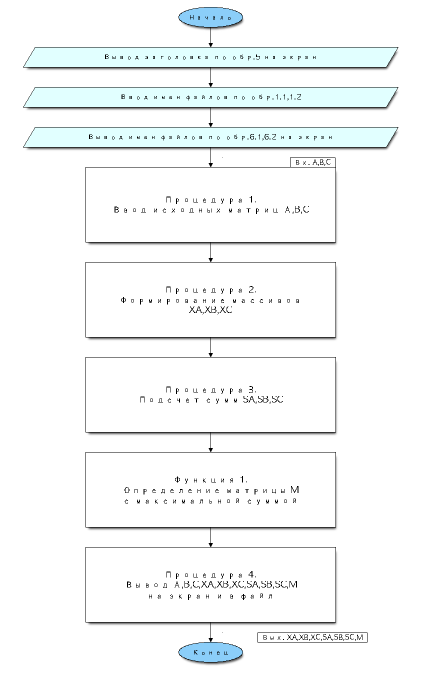 Начало
Вывод заголовка по обр.5 на экран
Ввод иман файлов по обр.1.1,1.2
Вывод иман файлов по обр.6.1,6.2 на экран
Вх. A,B,C
Процедура 1.
Ввод исходных матриц A,B,C
Процедура 2.
Формирование массивов
XA,XB,XC
Процедура 3.
Подсчет сумм SA,SB,SC
Функция 1.
Определение матрицы M
с максимальной суммой
Процедура 4.
Вывод A,B,C,XA,XB,XC,SA,SB,SC,M
на экран в файл
Вых. XA,XB,XC,SA,SB,SC,M
Конец